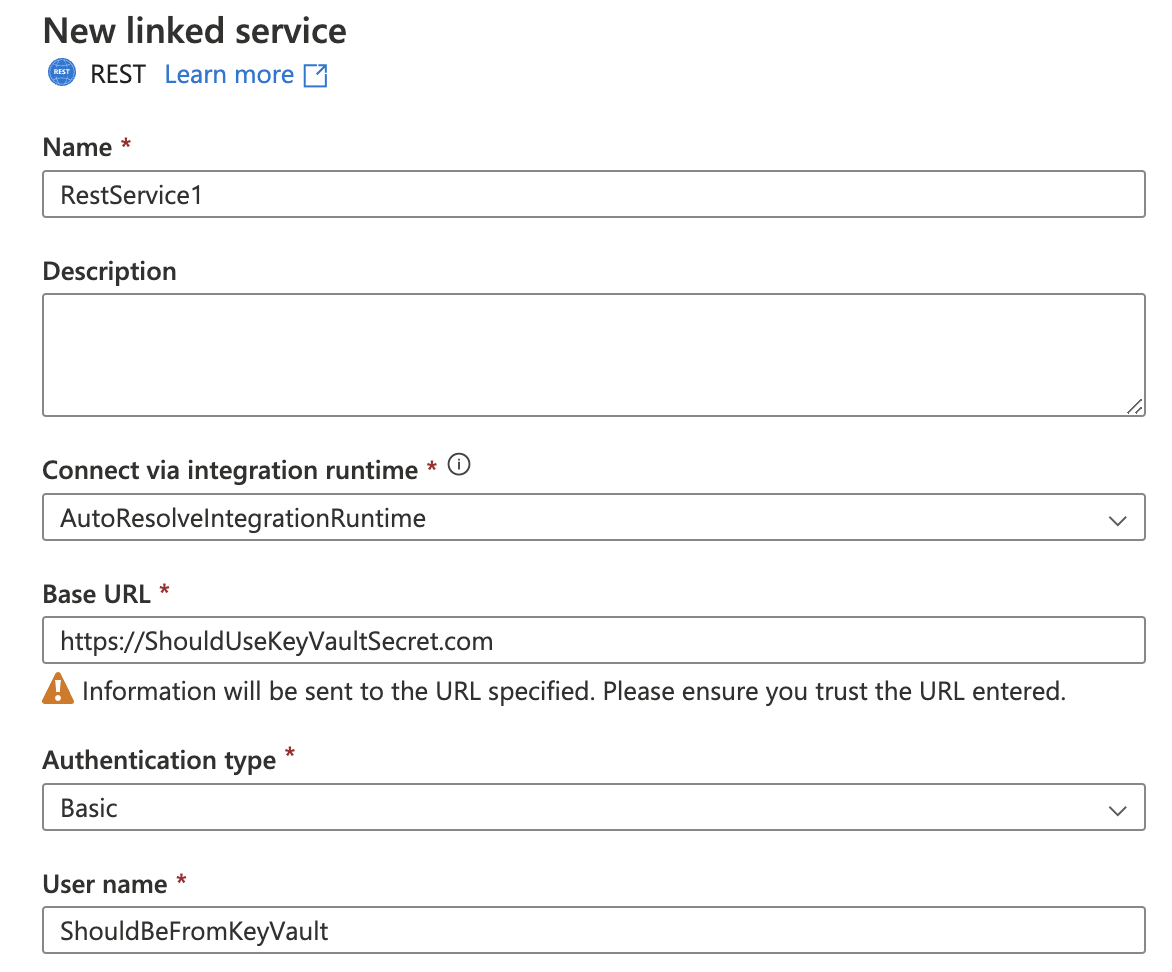 New linked service
REST REST Learn more
Name *
RestService1
Description
Connect via integration runtime *
AutoResolveIntegrationRuntime
Base URL *
https://ShouldUseKeyVaultSecret.com
Information will be sent to the URL specified. Please ensure you trust the URL entered.
Authentication type *
Basic
User name *
ShouldBeFromKeyVault